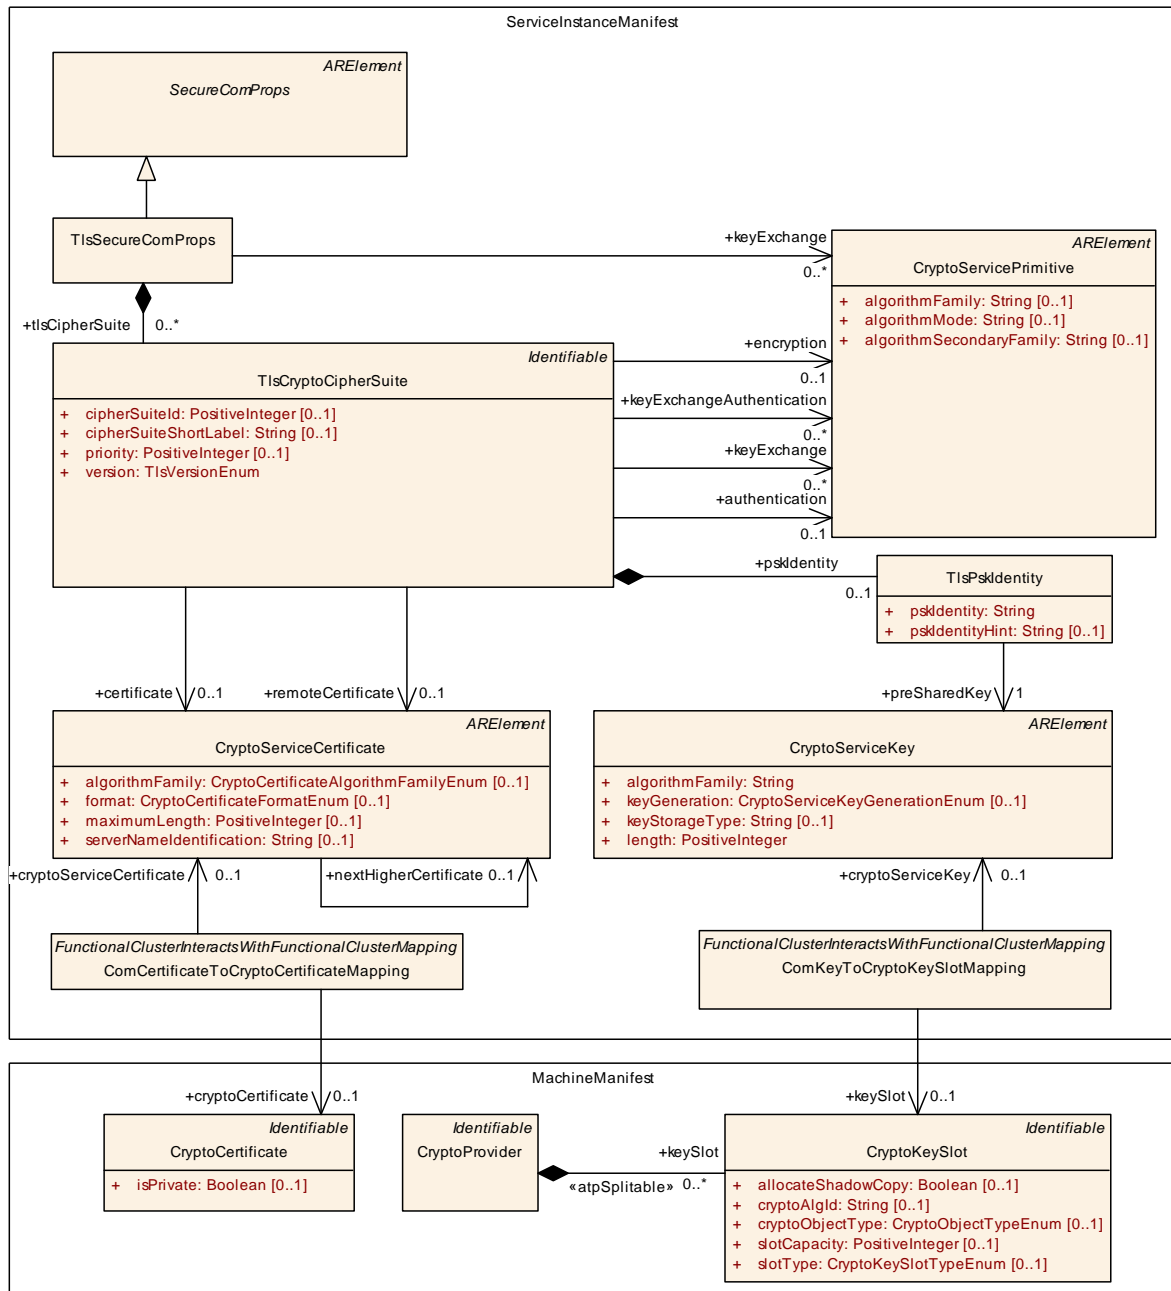 ServiceInstanceManifest
ARElement
SecureComProps
TlsSecureComProps
+keyExchange
0..*
ARElement
CryptoServicePrimitive
+ algorithmFamily: String [0..1]
+ algorithmMode: String [0..1]
+ algorithmSecondaryFamily: String [0..1]
+tlsCipherSuite 0..*
Identifiable
TlsCryptoCipherSuite
+ cipherSuiteId: PositiveInteger [0..1]
+ cipherSuiteShortLabel: String [0..1]
+ priority: PositiveInteger [0..1]
+ version: TlsVersionEnum
+encryption
0..1
+keyExchangeAuthentication
0..*
+keyExchange
0..*
+authentication
0..1
+pskIdentity
0..1
TlsPskIdentity
+ pskIdentity: String
+ pskIdentityHint: String [0..1]
+certificate 0..1
+remoteCertificate 0..1
+preSharedKey 1
ARElement
CryptoServiceCertificate
+ algorithmFamily: CryptoCertificateAlgorithmFamilyEnum [0..1]
+ format: CryptoCertificateFormatEnum [0..1]
+ maximumLength: PositiveInteger [0..1]
+ serverNameIdentification: String [0..1]
ARElement
CryptoServiceKey
+ algorithmFamily: String
+ keyGeneration: CryptoServiceKeyGenerationEnum [0..1]
+ keyStorageType: String [0..1]
+ length: PositiveInteger
+cryptoServiceCertificate 0..1
+nextHigherCertificate 0..1
+cryptoServiceKey 0..1
FunctionalClusterInteractsWithFunctionalClusterMapping
ComCertificateToCryptoCertificateMapping
FunctionalClusterInteractsWithFunctionalClusterMapping
ComKeyToCryptoKeySlotMapping
MachineManifest
+cryptoCertificate 0..1
+keySlot 0..1
Identifiable
CryptoCertificate
+ isPrivate: Boolean [0..1]
Identifiable
CryptoProvider
+keySlot
«atpSplitable» 0..*
Identifiable
CryptoKeySlot
+ allocateShadowCopy: Boolean [0..1]
+ cryptoAlgId: String [0..1]
+ cryptoObjectType: CryptoObjectTypeEnum [0..1]
+ slotCapacity: PositiveInteger [0..1]
+ slotType: CryptoKeySlotTypeEnum [0..1]